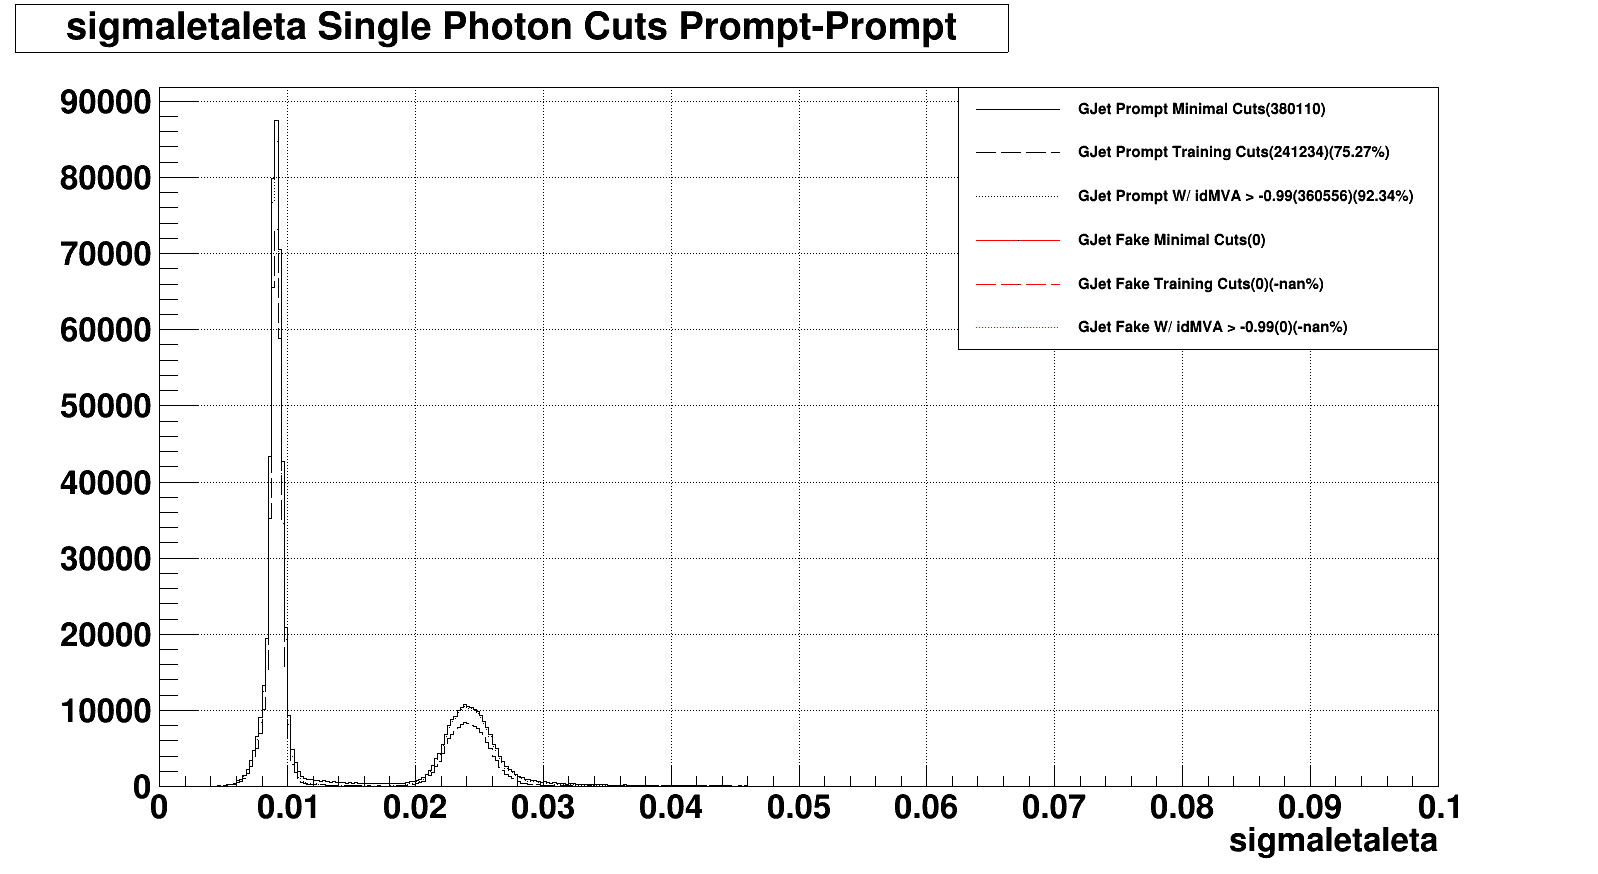 sigmaIetaIeta Single Photon Cuts Prompt-Prompt
GJet Prompt Minimal Cuts(380110)
GJet Prompt Training Cuts(241234)(75.27%)
GJet Prompt W/ idMVA > -0.99(360556)(92.34%)
GJet Fake Minimal Cuts(0)
GJet Fake Training Cuts(0)(-nan%)
GJet Fake W/ idMVA > -0.99(0)(-nan%)
90000
80000
70000
60000
50000
40000
30000
20000
10000
0
0 0.01 0.02 0.03 0.04 0.05 0.06 0.07 0.08 0.09 0.1
sigmaIetaIeta